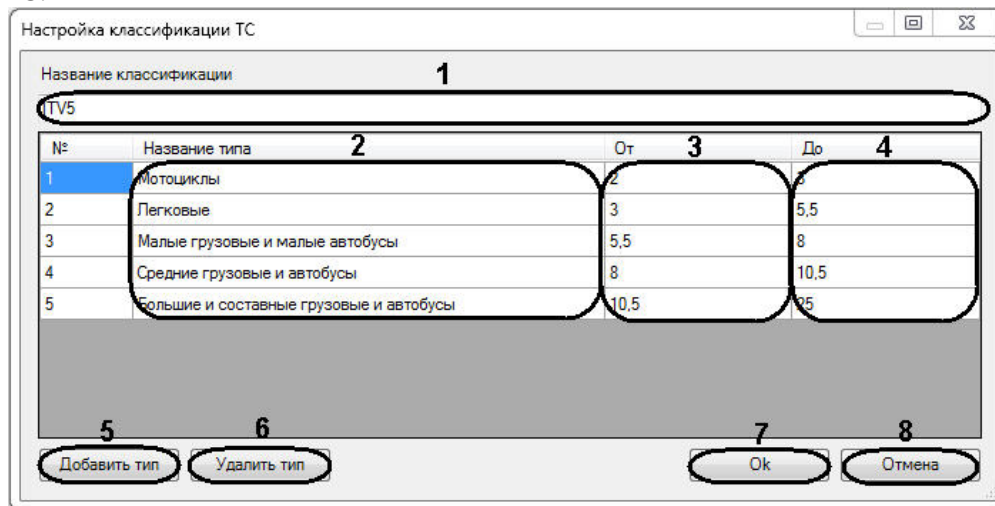 Настройка классификации ТС
Название классификации
1
ITV5
№ Название типа 2 От 3 До 4
1 Мотоциклы 2 3
2 Легковые 3 5,5
3 Малые грузовые и малые автобусы 5,5 8
4 Средние грузовые и автобусы 8 10,5
5 Большие и составные грузовые и автобусы 10,5 25
5 6 7 8
Добавить тип Удалить тип Ok Отмена